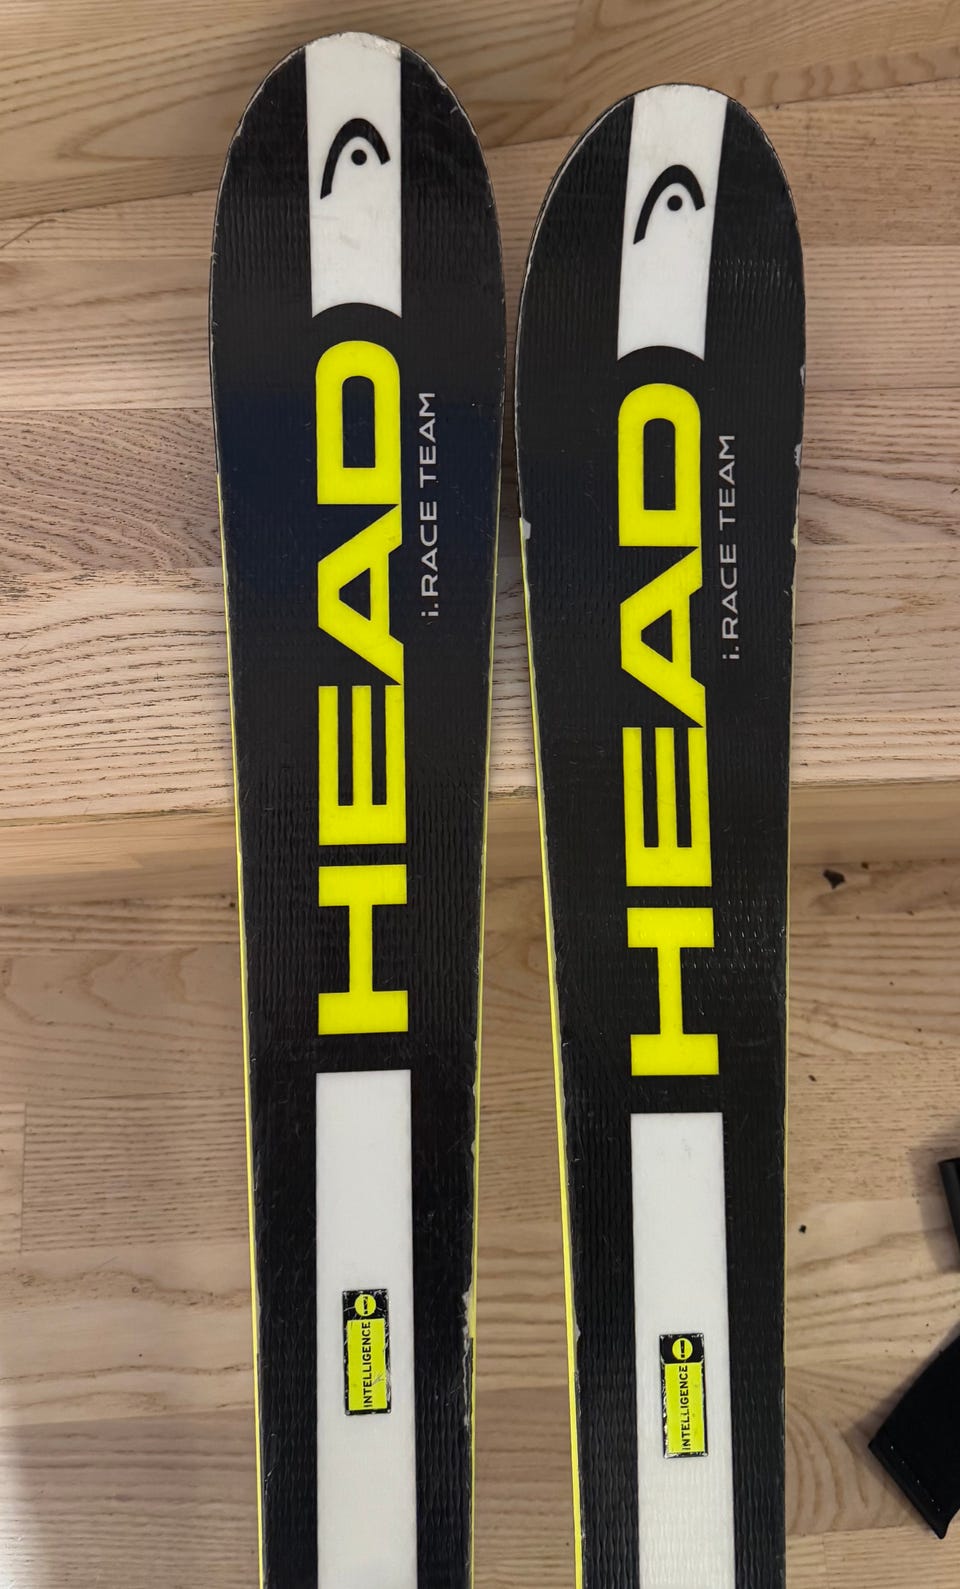 HEAD
i.RACE TEAM
INTELLIGENCE
HEAD
i.RACE TEAM
INTELLIGENCE